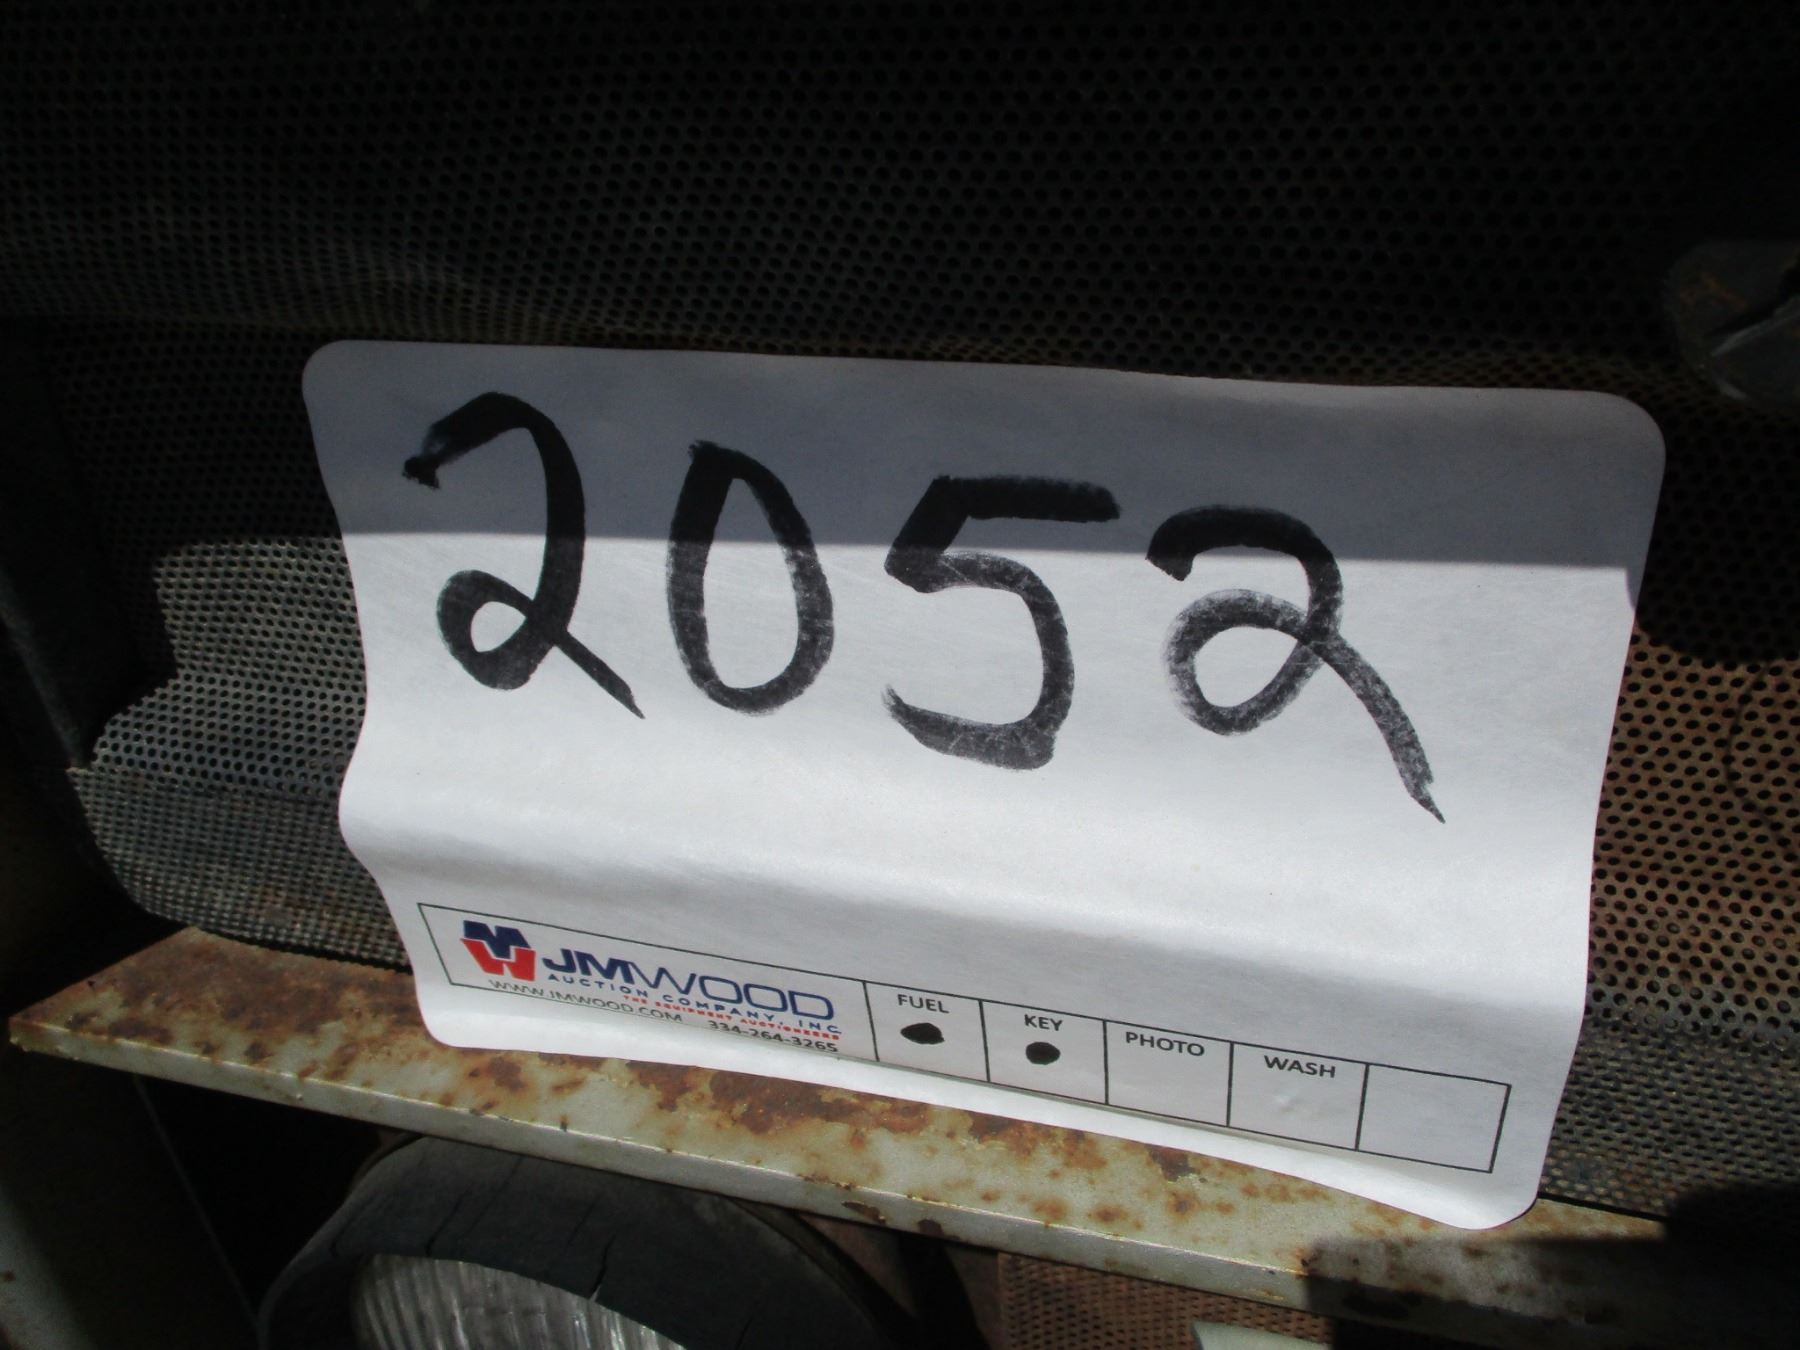 2052
JMWOOD
AUCTION COMPANY, INC.
THE EQUIPMENT AUCTIONEERS
WWW.JMWOOD.COM 334-264-3265
FUEL KEY PHOTO WASH